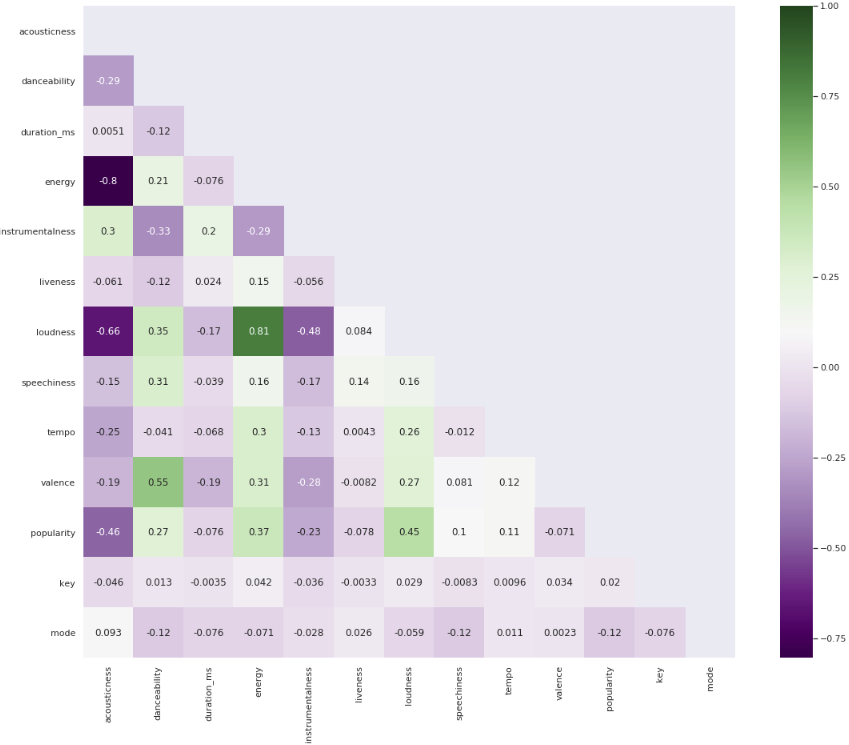 acousticness
danceability -0.29
duration_ms 0.0051 -0.12
energy -0.8 0.21 -0.076
instrumentalness 0.3 -0.33 0.2 -0.29
liveness -0.061 -0.12 0.024 0.15 -0.056
loudness -0.66 0.35 -0.17 0.81 -0.48 0.084
speechiness -0.15 0.31 -0.039 0.16 -0.17 0.14 0.16
tempo -0.25 -0.041 -0.068 0.3 -0.13 0.0043 0.26 -0.012
valence -0.19 0.55 -0.19 0.31 -0.28 -0.0082 0.27 0.081 0.12
popularity -0.46 0.27 -0.076 0.37 -0.23 -0.078 0.45 0.1 0.11 -0.071
key -0.046 0.013 -0.0035 0.042 -0.036 -0.0033 0.029 -0.0083 0.0096 0.034 0.02
mode 0.093 -0.12 -0.076 -0.071 -0.028 0.026 -0.059 -0.12 0.011 0.0023 -0.12 -0.076
acousticness danceability duration_ms energy instrumentalness liveness loudness speechiness tempo valence popularity key mode
1.00
0.75
0.50
0.25
0.00
−0.25
−0.50
−0.75